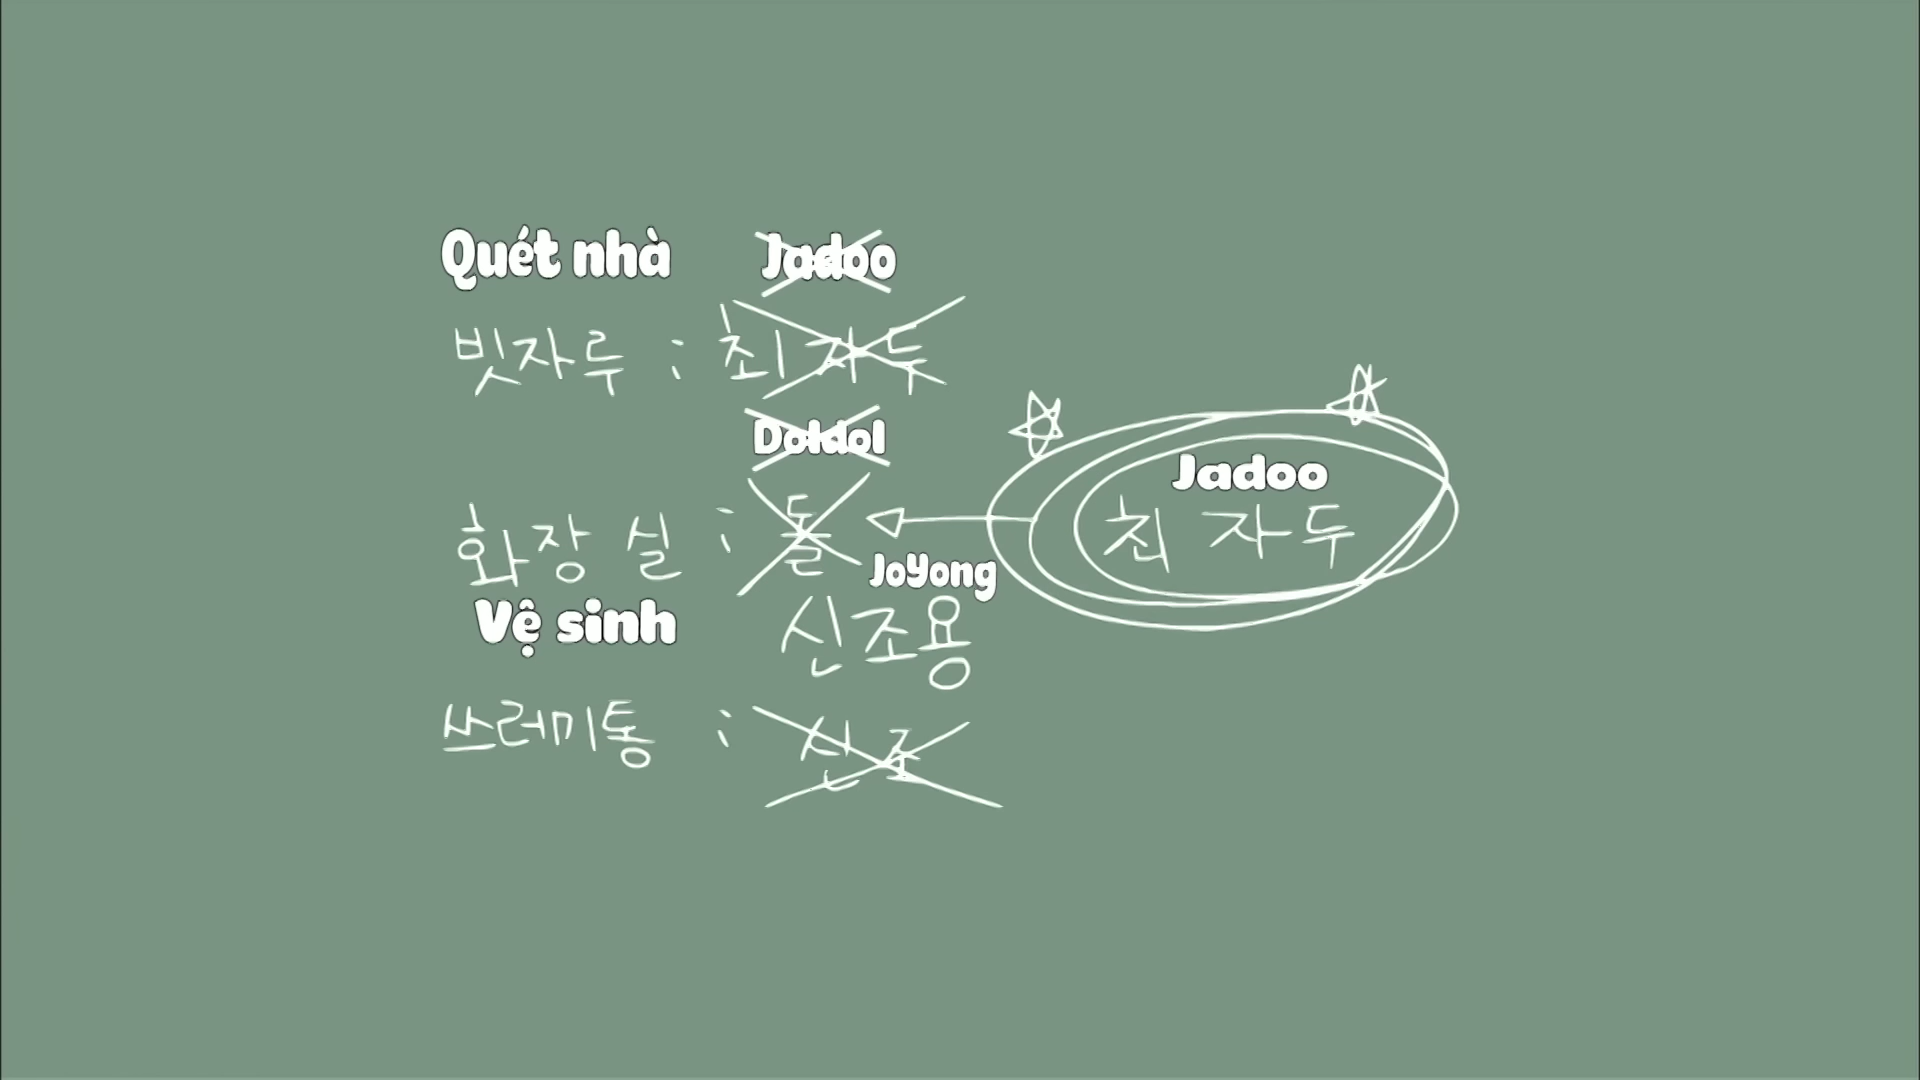 Quét nhà Jadoo
빗자루 : 최자두
Doldol
Jadoo
화장실 : 돌
최자두
JoYong
Vệ sinh
신조용
쓰레미통 : 신조